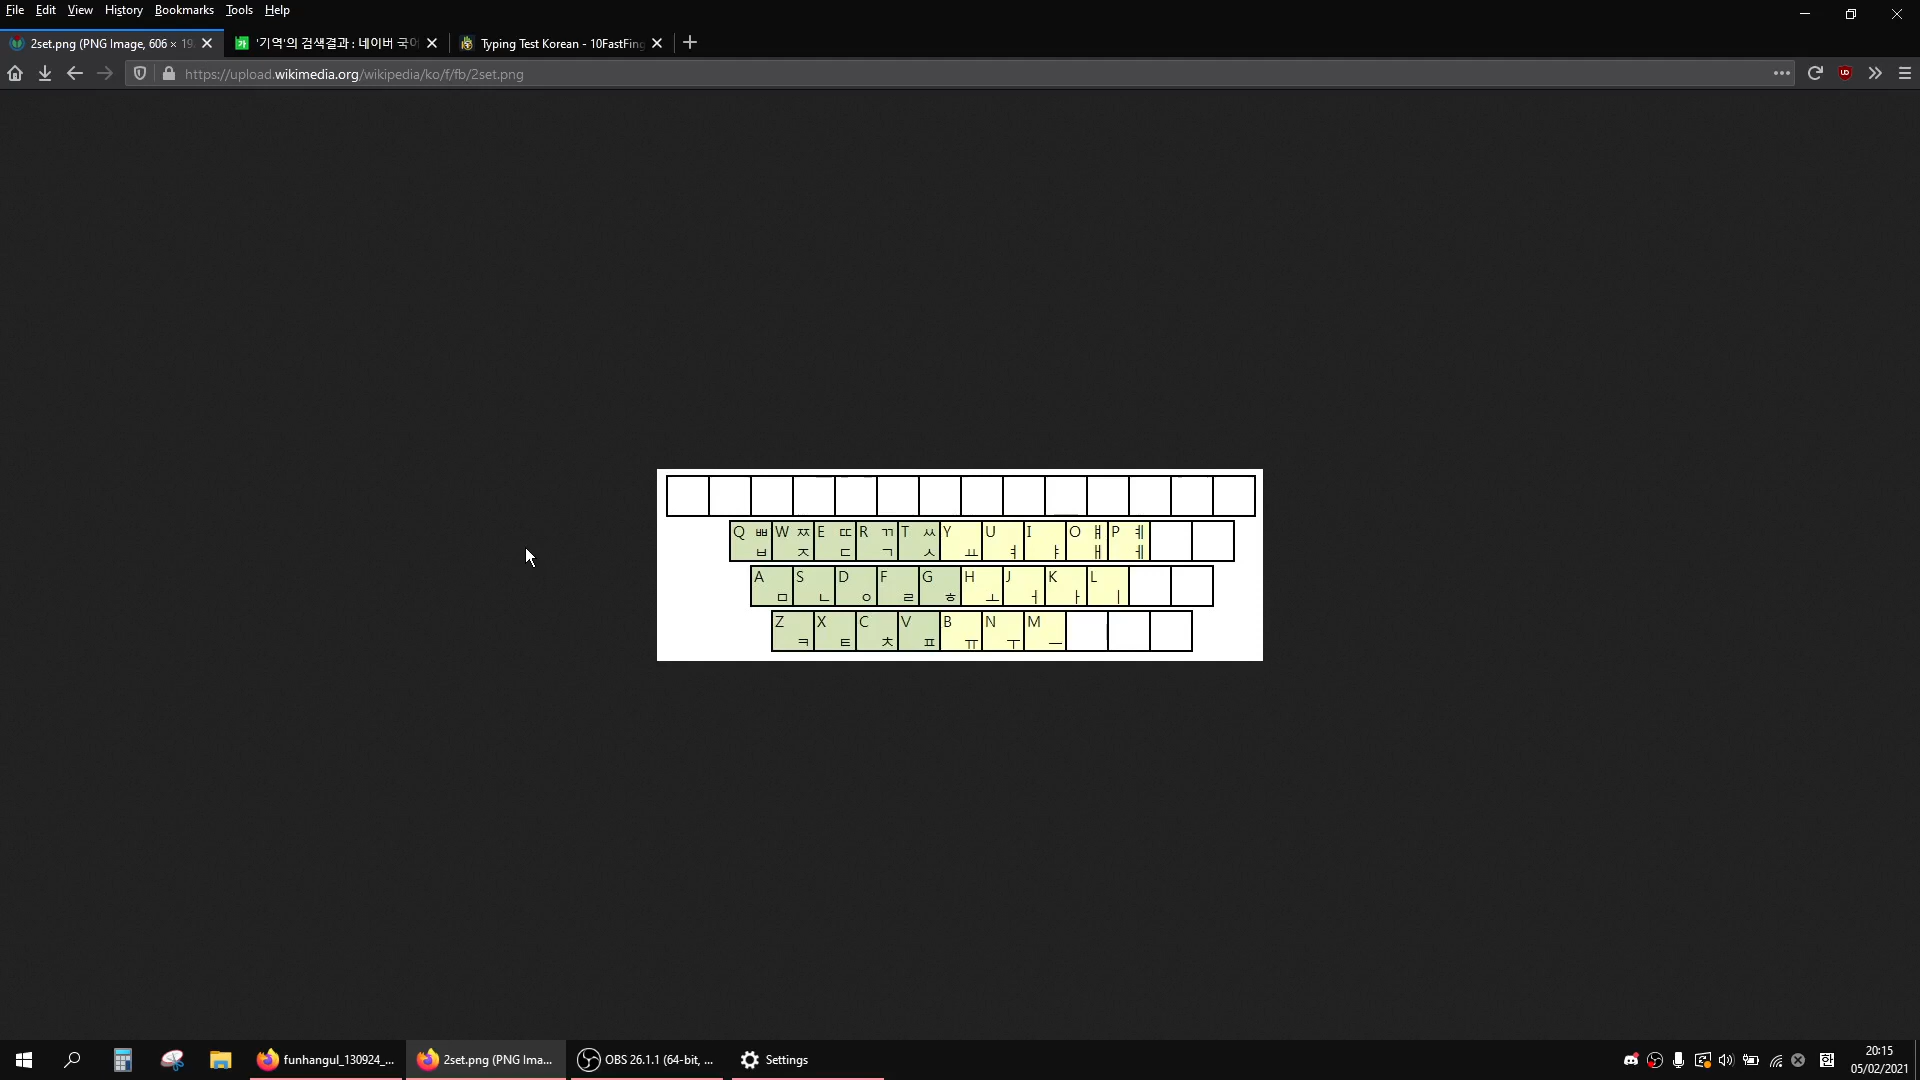 File Edit View History Bookmarks Tools Help
2set.png (PNG Image, 606 × 19. '기역'의 검색결과 : 네이버 국어 Typing Test Korean - 10FastFing
https://upload.wikimedia.org/wikipedia/ko/f/fb/2set.png
Q ㅃ W ㅉ E ㄸ R ㄲ T ㅆ Y U I O ㅒ P ㅖ
ㅂ ㅈ ㄷ ㄱ ㅅ ㅛ ㅕ ㅑ ㅐ ㅔ
A S D F G H J K L
ㅁ ㄴ ㅇ ㄹ ㅎ ㅗ ㅓ ㅏ ㅣ
Z X C V B N M
ㅋ ㅌ ㅊ ㅍ ㅠ ㅜ ㅡ
funhangul_130924_... 2set.png (PNG Ima... OBS 26.1.1 (64-bit, ... Settings 한 20:15
05/02/2021